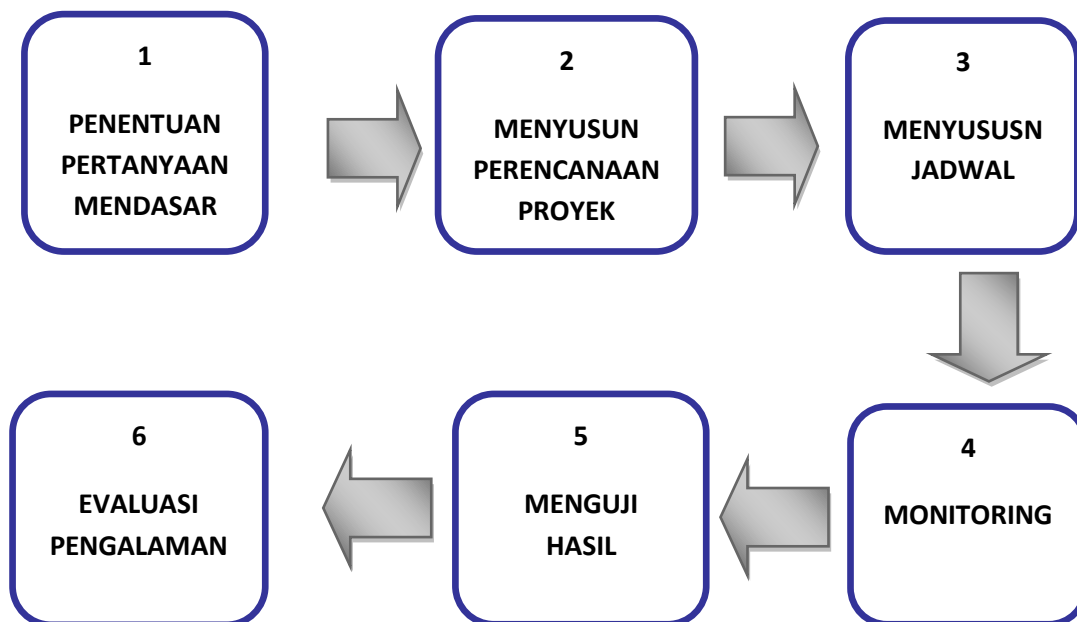 1
PENENTUAN
PERTANYAAN
MENDASAR
2
MENYUSUN
PERENCANAAN
PROYEK
3
MENYUSUSN
JADWAL
4
MONITORING
5
MENGUJI
HASIL
6
EVALUASI
PENGALAMAN